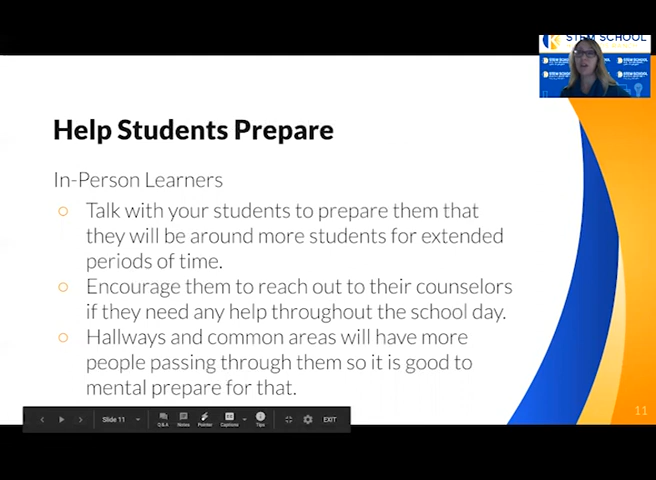 STEM SCHOOL
Help Students Prepare
In-Person Learners
Talk with your students to prepare them that
they will be around more students for extended
periods of time.
Encourage them to reach out to their counselors
if they need any help throughout the school day.
Hallways and common areas will have more
people passing through them so it is good to
mental prepare for that.
11
Slide 11
Q&A
Notes
Pointer
Captions
Tips
EXIT